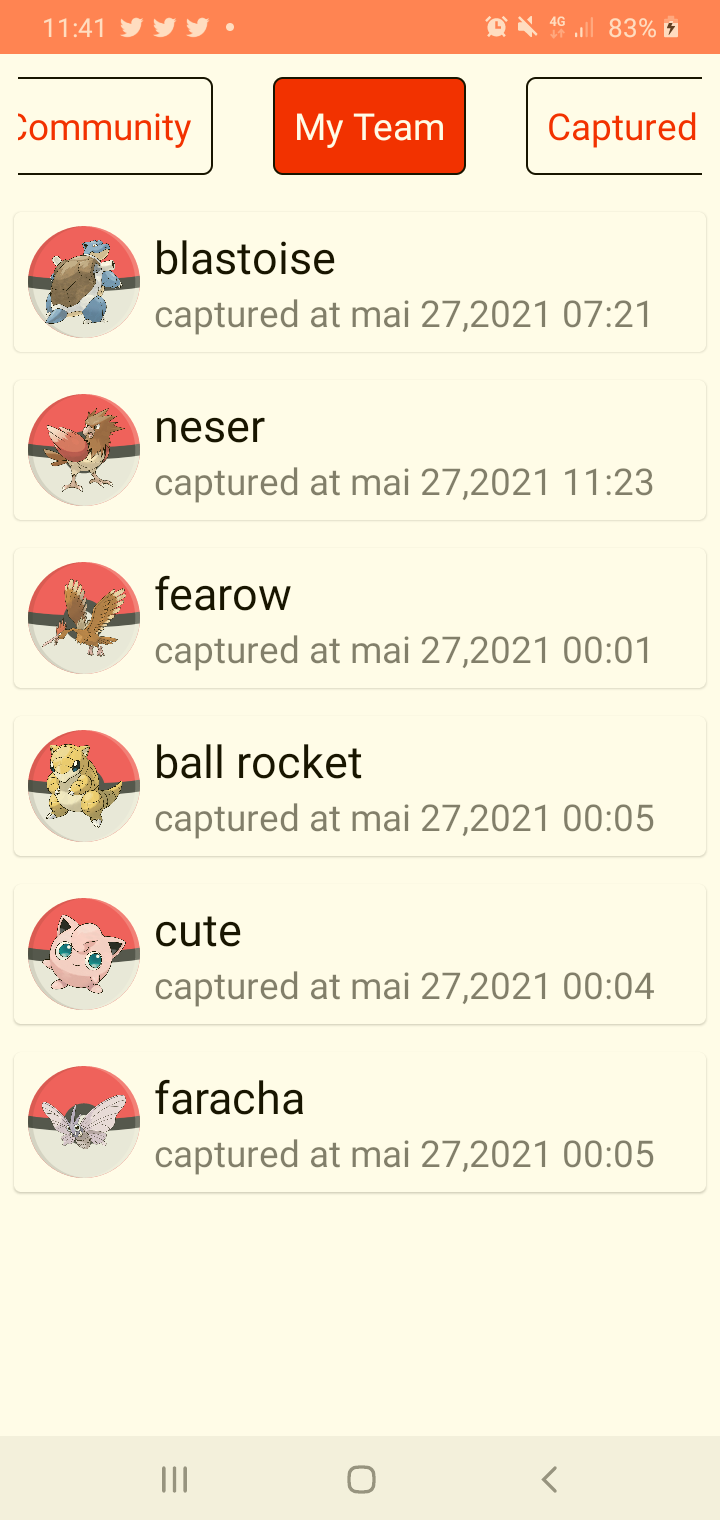 11:41
4G
83%
Community
My Team
Captured
blastoise
captured at mai 27,2021 07:21
neser
captured at mai 27,2021 11:23
fearow
captured at mai 27,2021 00:01
ball rocket
captured at mai 27,2021 00:05
cute
captured at mai 27,2021 00:04
faracha
captured at mai 27,2021 00:05